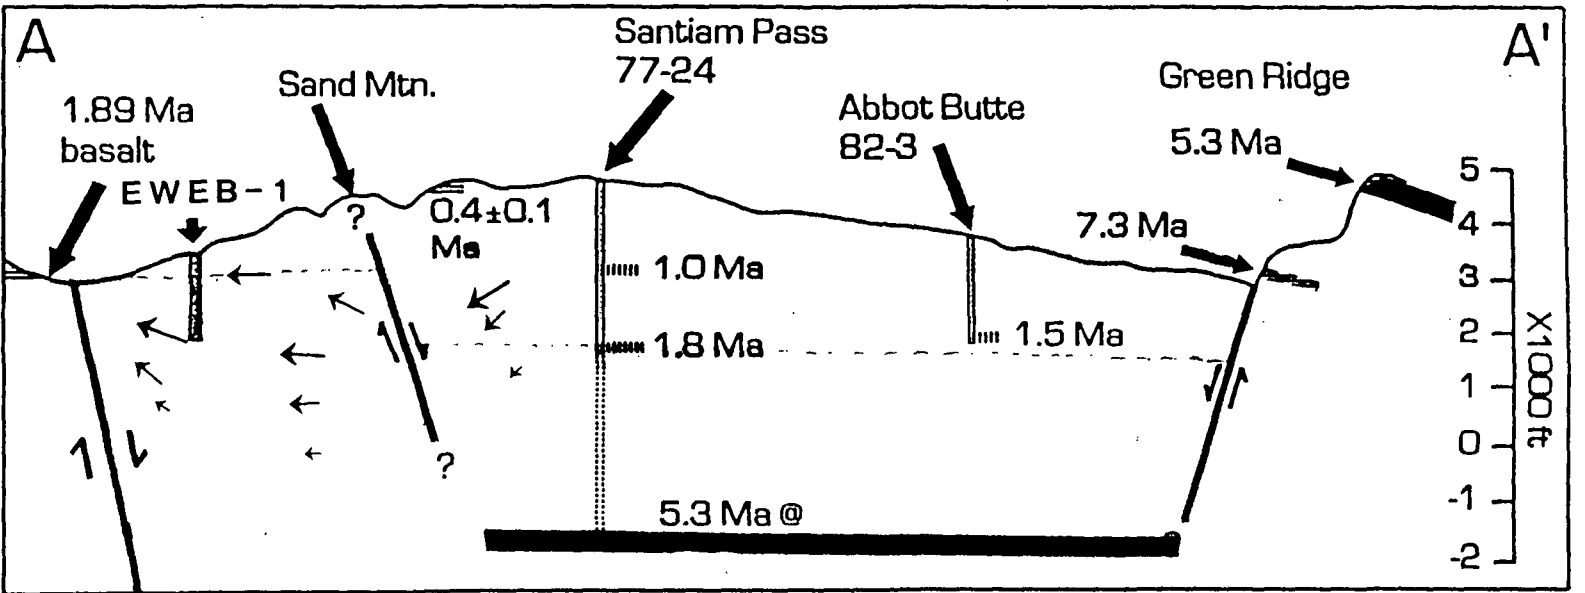 A
A'
Santiam Pass
77-24
Sand Mtn.
Green Ridge
1.89 Ma
basalt
Abbot Butte
82-3
5.3 Ma
EWEB-1
?
0.4±0.1
Ma
7.3 Ma
1.0 Ma
1.8 Ma
1.5 Ma
?
5.3 Ma @
5
4
3
2
1
0
-1
-2
X1000 ft